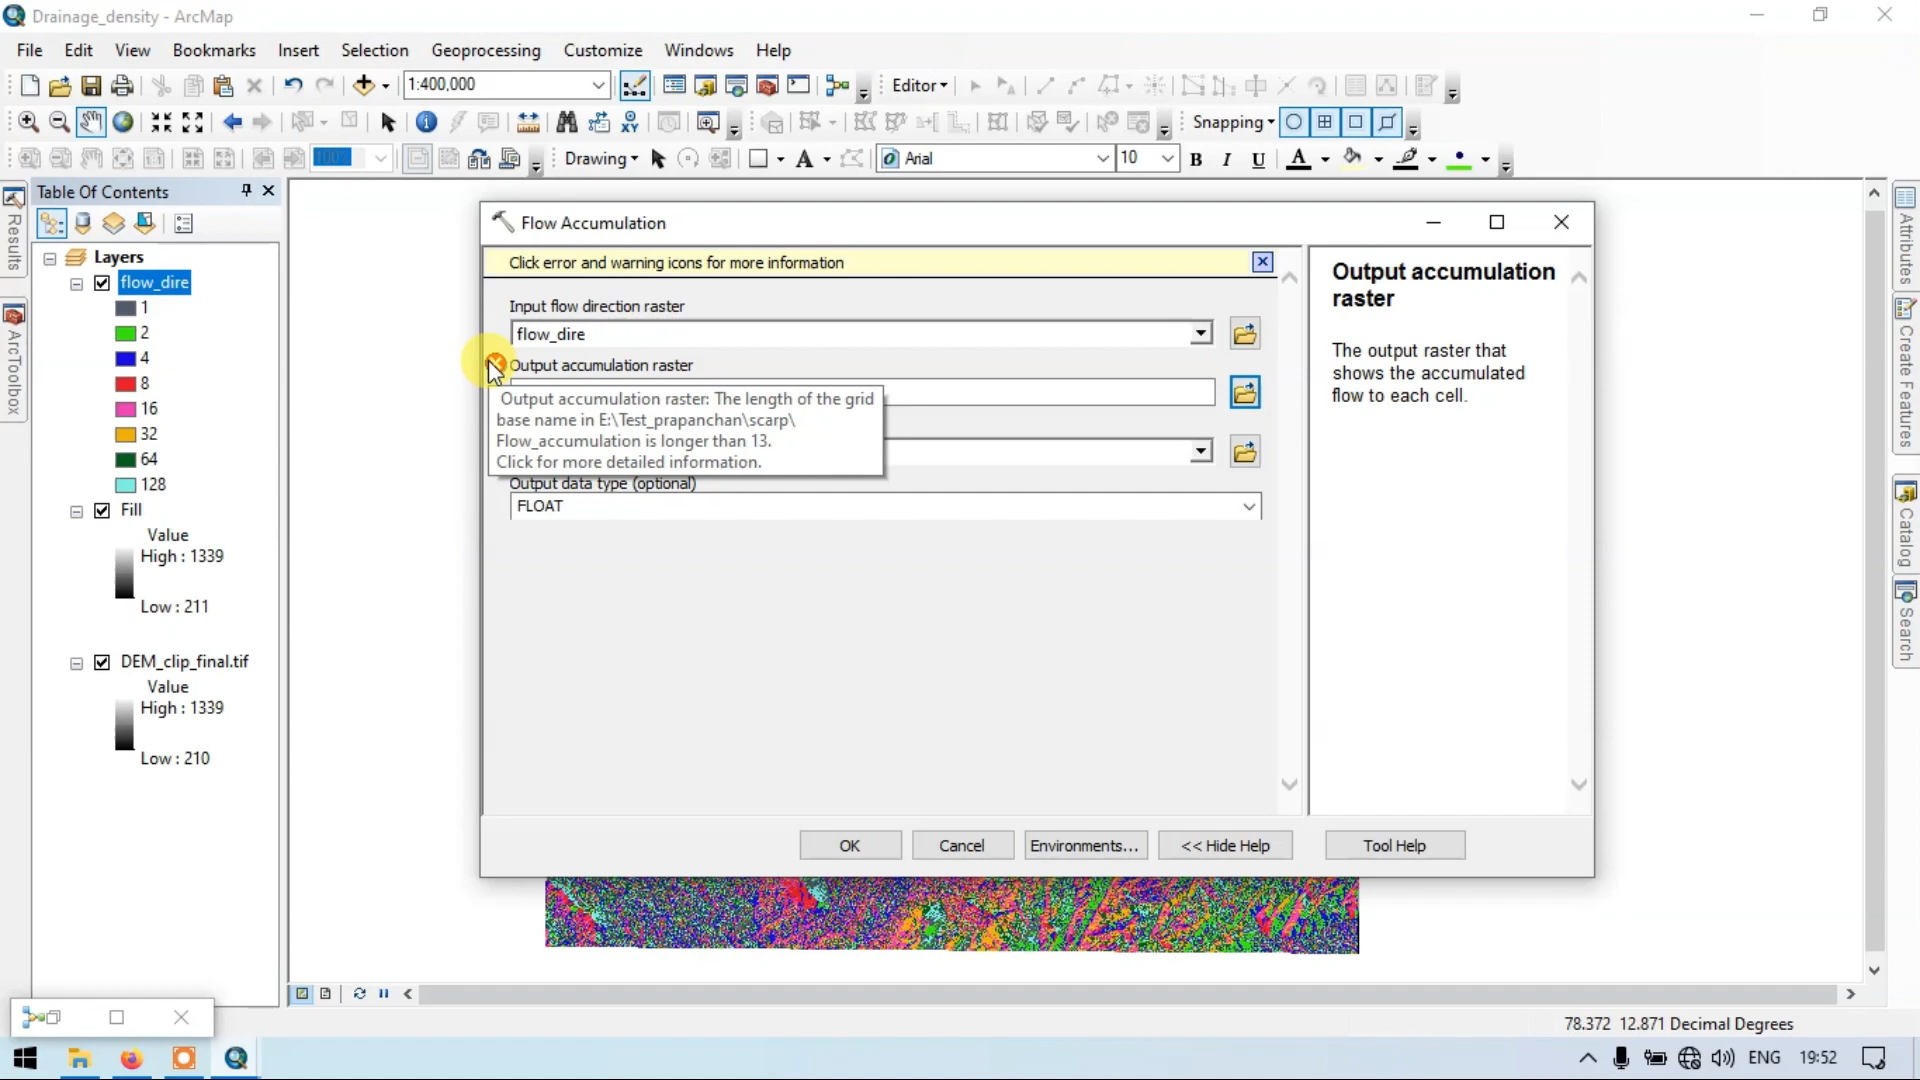 Drainage_density - ArcMap
File Edit View Bookmarks Insert Selection Geoprocessing Customize Windows Help
1:400,000 Editor
Snapping
100% Drawing A Arial 10 B I U A
Table Of Contents
Results
ArcToolbox
Layers
flow_dire
1
2
4
8
16
32
64
128
Fill
Value
High : 1339
Low : 211
DEM_clip_final.tif
Value
High : 1339
Low : 210
Flow Accumulation
Click error and warning icons for more information
Input flow direction raster
flow_dire
Output accumulation raster
Output accumulation raster: The length of the grid
base name in E:\Test_prapanchan\scarp\
Flow_accumulation is longer than 13.
Click for more detailed information.
Output data type (optional)
FLOAT
OK Cancel Environments... << Hide Help Tool Help
Output accumulation
raster
The output raster that
shows the accumulated
flow to each cell.
Attributes
Create Features
Catalog
Search
78.372 12.871 Decimal Degrees
ENG 19:52